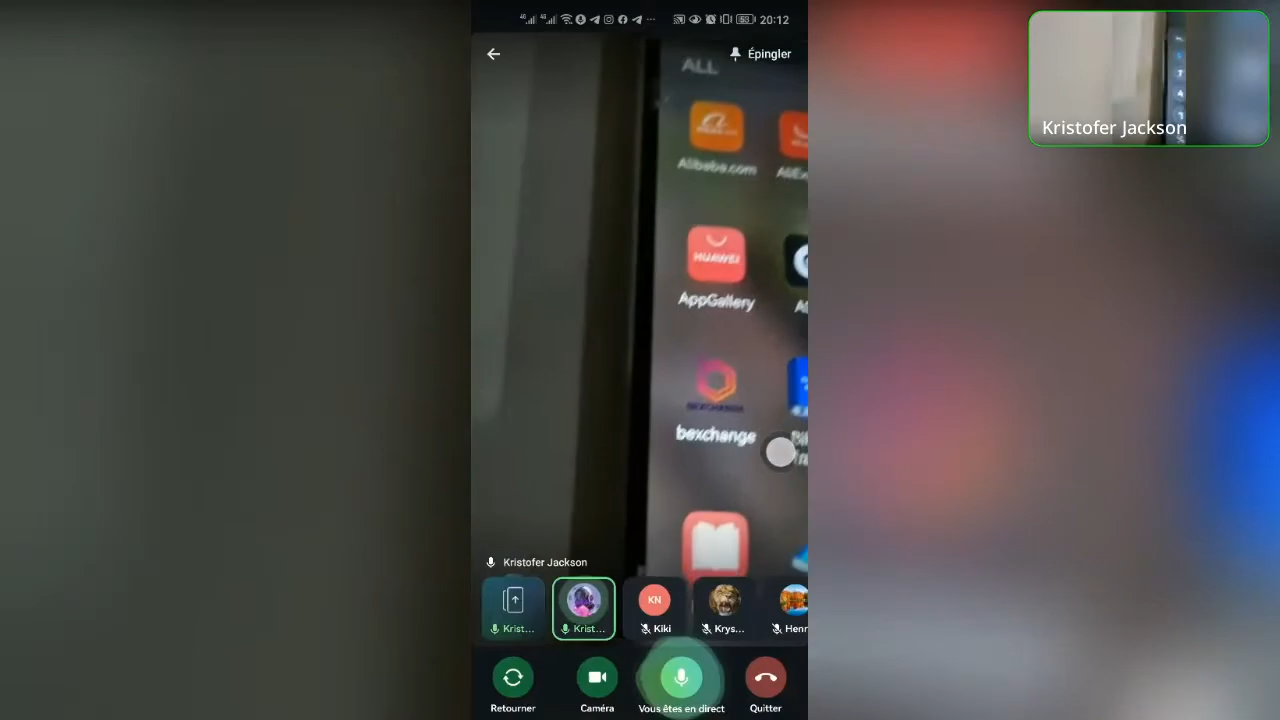 20:12
Épingler
Kristofer Jackson
ALL
Alibaba.com
HUAWEI
AppGallery
bexchange
Kristofer Jackson
Krist...
Krist...
KN
Kiki
Krys...
Henr
Retourner
Caméra
Vous êtes en direct
Quitter